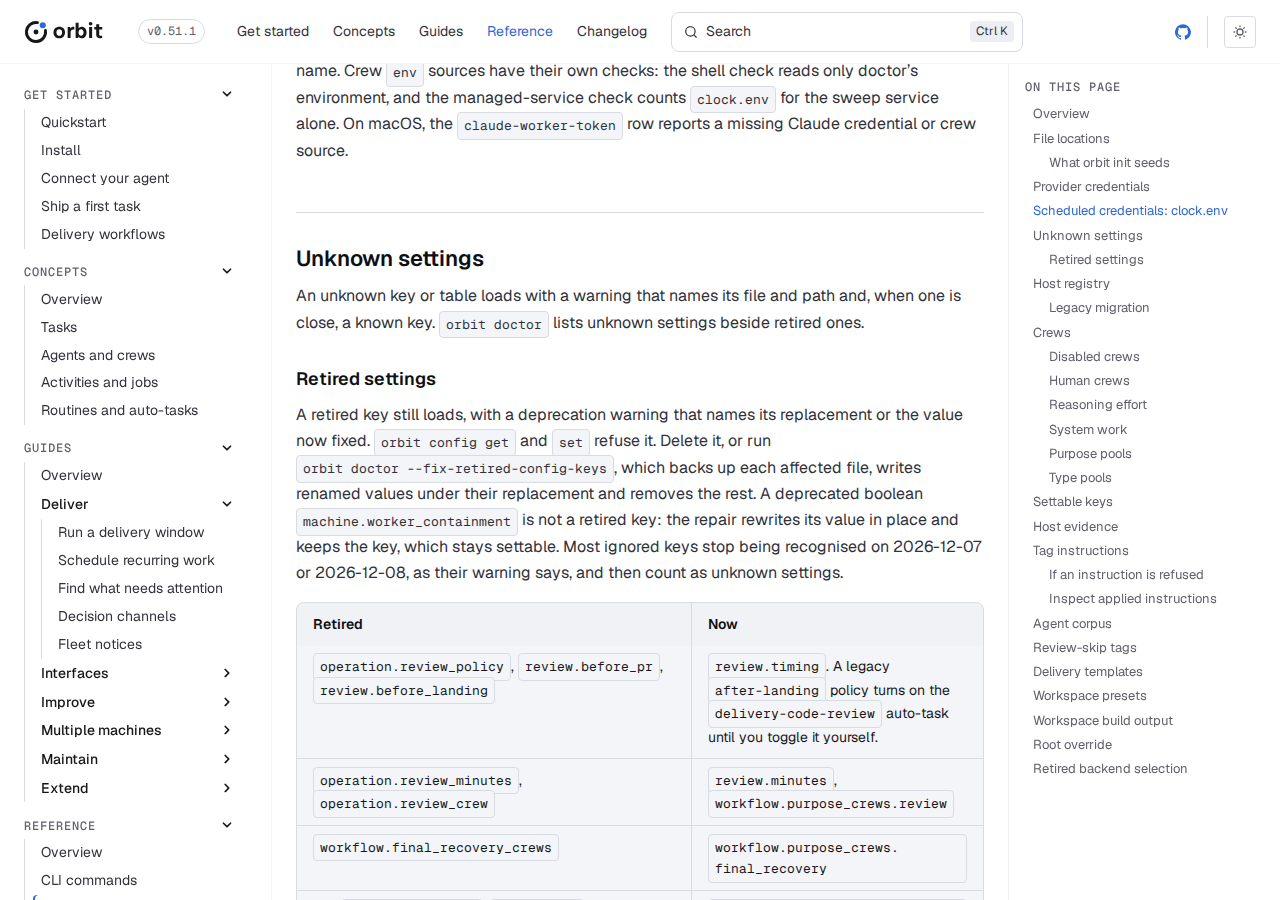 orbit
v0.51.1
Get started
Concepts
Guides
Reference
Changelog
Search
Ctrl K
GET STARTED
Quickstart
Install
Connect your agent
Ship a first task
Delivery workflows
CONCEPTS
Overview
Tasks
Agents and crews
Activities and jobs
Routines and auto-tasks
GUIDES
Overview
Deliver
Run a delivery window
Schedule recurring work
Find what needs attention
Decision channels
Fleet notices
Interfaces
Improve
Multiple machines
Maintain
Extend
REFERENCE
Overview
CLI commands
name. Crew env sources have their own checks: the shell check reads only doctor’s
environment, and the managed-service check counts clock.env for the sweep service
alone. On macOS, the claude-worker-token row reports a missing Claude credential or crew
source.
Unknown settings
An unknown key or table loads with a warning that names its file and path and, when one is
close, a known key. orbit doctor lists unknown settings beside retired ones.
Retired settings
A retired key still loads, with a deprecation warning that names its replacement or the value
now fixed. orbit config get and set refuse it. Delete it, or run
orbit doctor --fix-retired-config-keys, which backs up each affected file, writes
renamed values under their replacement and removes the rest. A deprecated boolean
machine.worker_containment is not a retired key: the repair rewrites its value in place and
keeps the key, which stays settable. Most ignored keys stop being recognised on 2026-12-07
or 2026-12-08, as their warning says, and then count as unknown settings.
Retired
Now
operation.review_policy, review.before_pr,
review.before_landing
review.timing. A legacy
after-landing policy turns on the
delivery-code-review auto-task
until you toggle it yourself.
operation.review_minutes,
operation.review_crew
review.minutes,
workflow.purpose_crews.review
workflow.final_recovery_crews
workflow.purpose_crews.
final_recovery
ON THIS PAGE
Overview
File locations
What orbit init seeds
Provider credentials
Scheduled credentials: clock.env
Unknown settings
Retired settings
Host registry
Legacy migration
Crews
Disabled crews
Human crews
Reasoning effort
System work
Purpose pools
Type pools
Settable keys
Host evidence
Tag instructions
If an instruction is refused
Inspect applied instructions
Agent corpus
Review-skip tags
Delivery templates
Workspace presets
Workspace build output
Root override
Retired backend selection